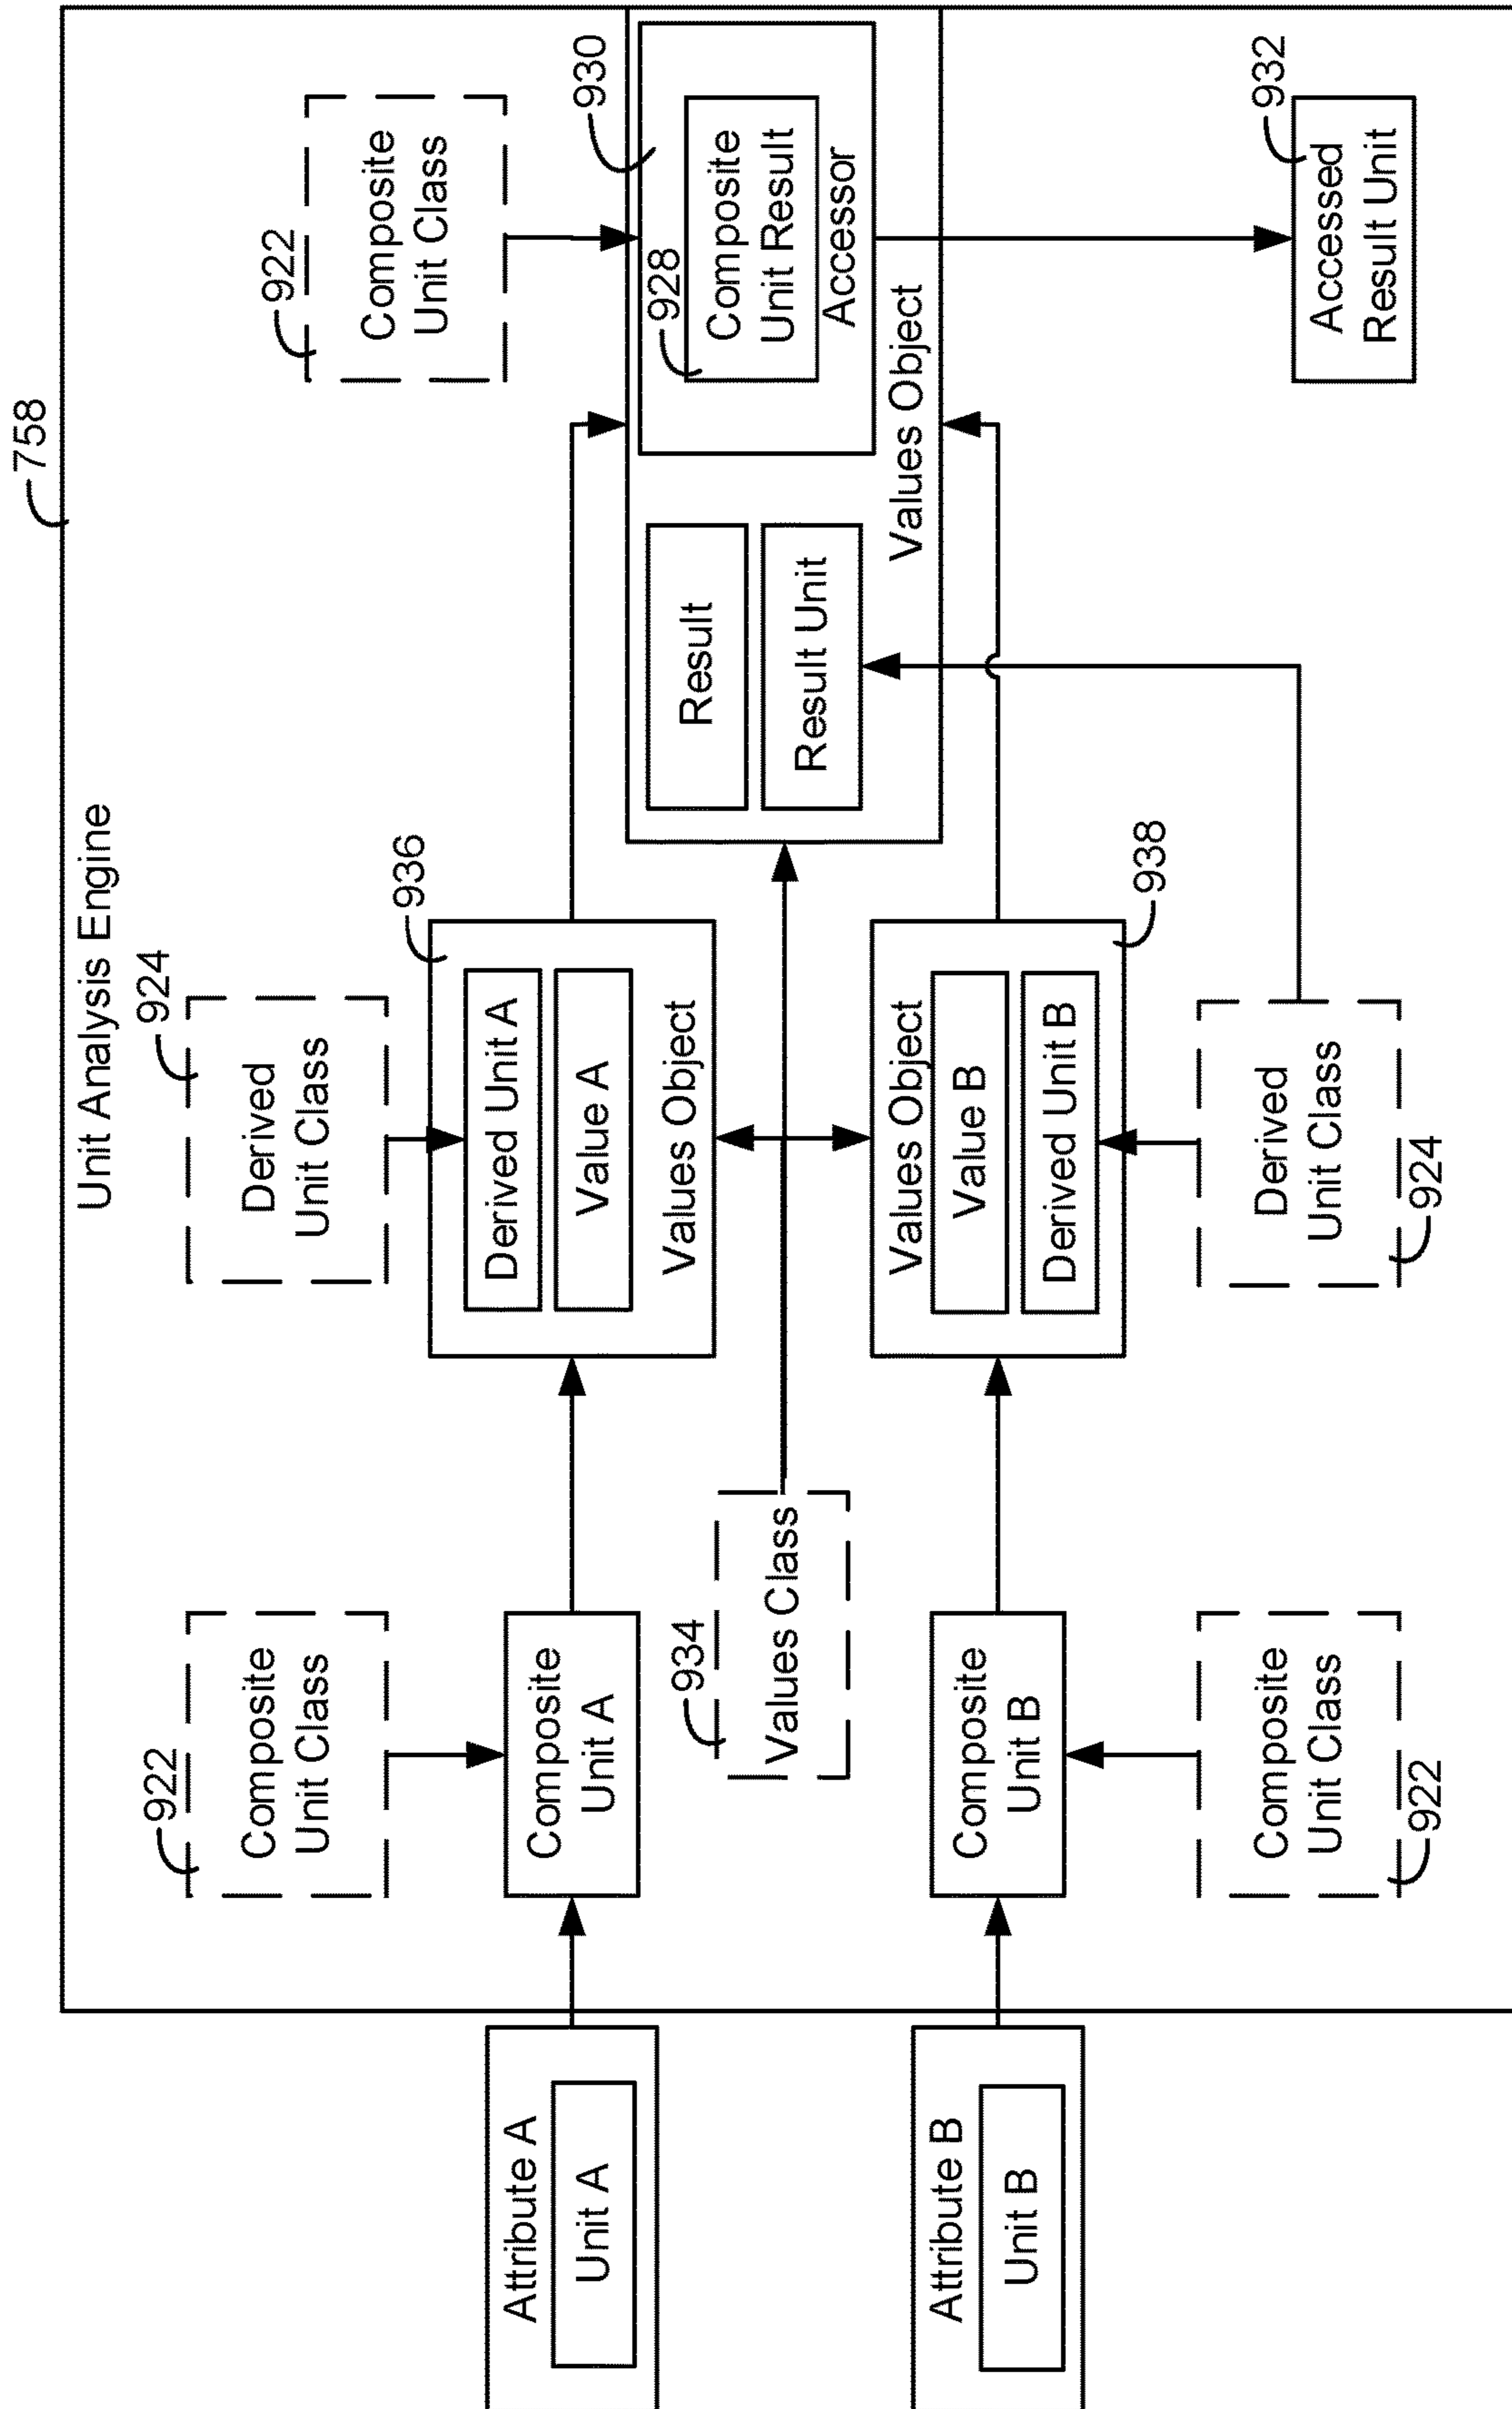 758
Unit Analysis Engine
Attribute A
Unit A
Attribute B
Unit B
922
Composite
Unit Class
Composite
Unit A
934
Values Class
Composite
Unit B
Composite
Unit Class
922
924
Derived
Unit Class
936
Derived Unit A
Value A
Values Object
Values Object
Value B
Derived Unit B
938
Derived
Unit Class
924
922
Composite
Unit Class
930
Result
Result Unit
928
Composite
Unit Result
Accessor
Values Object
932
Accessed
Result Unit